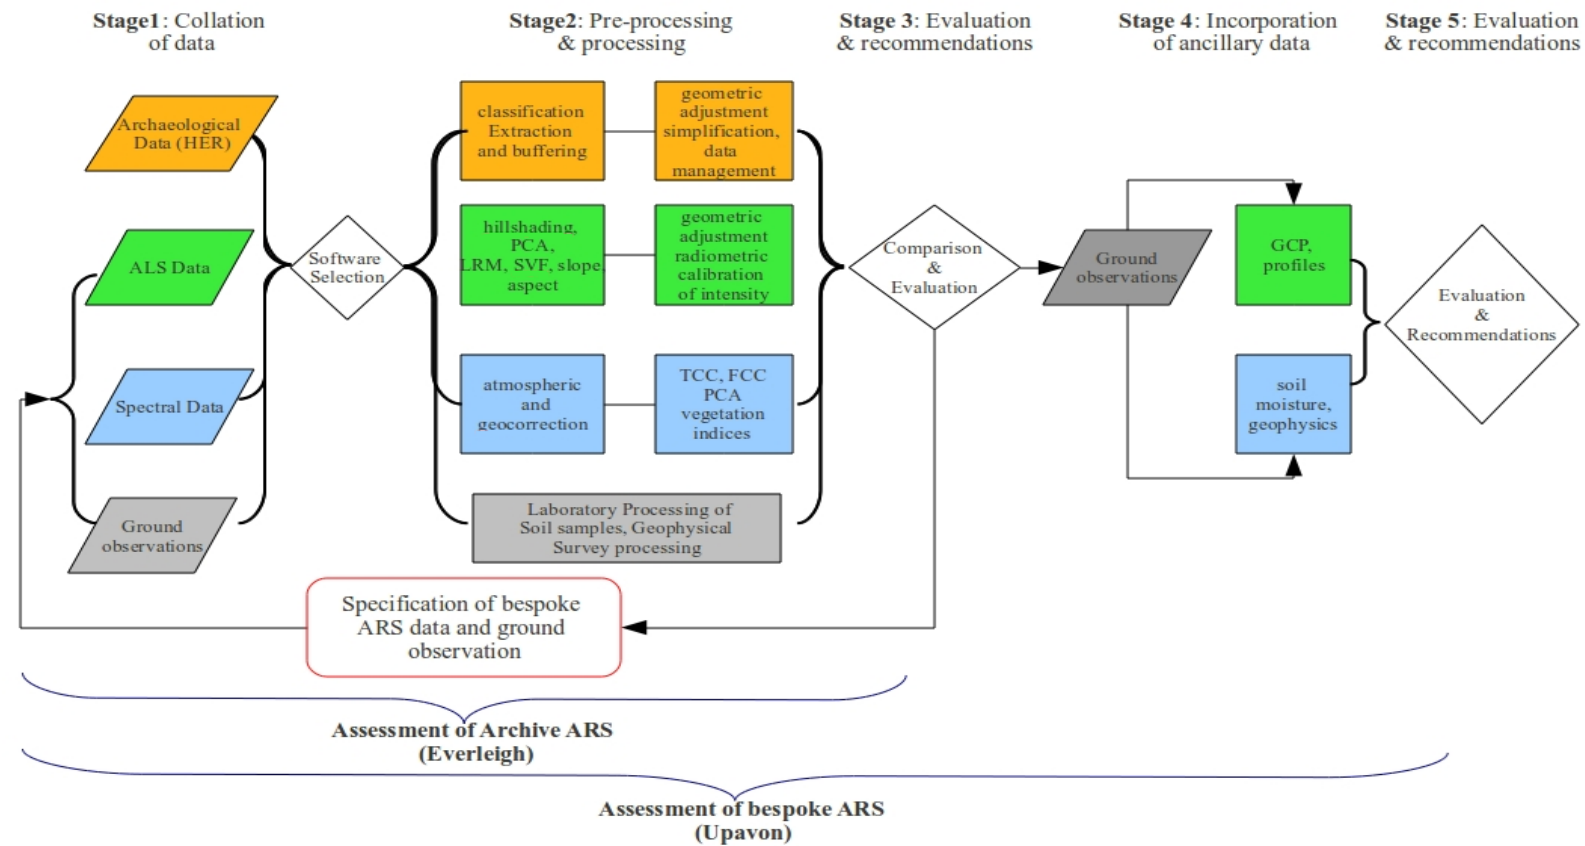 Stage1: Collation
of data
Stage2: Pre-processing
& processing
Stage 3: Evaluation
& recommendations
Stage 4: Incorporation
of ancillary data
Stage 5: Evaluation
& recommendations
Archaeological
Data (HER)
ALS Data
Spectral Data
Ground
observations
Software
Selection
classification
Extraction
and buffering
geometric
adjustment
simplification,
data
management
hillshading,
PCA,
LRM, SVF, slope,
aspect
geometric
adjustment
radiometric
calibration
of intensity
atmospheric
and
geocorrection
TCC, FCC
PCA
vegetation
indices
Laboratory Processing of
Soil samples, Geophysical
Survey processing
Comparison
&
Evaluation
Ground
observations
GCP,
profiles
soil
moisture,
geophysics
Evaluation
&
Recommendations
Specification of bespoke
ARS data and ground
observation
Assessment of Archive ARS
(Everleigh)
Assessment of bespoke ARS
(Upavon)